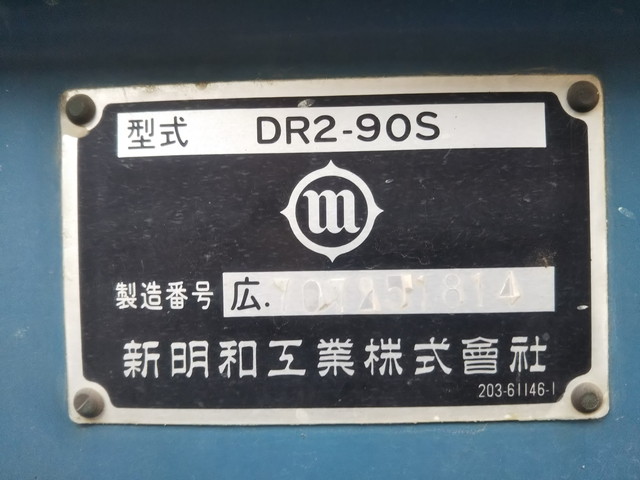 型式 DR2-90S
m
製造番号 広.
新明和工業株式會社
203-61146-1